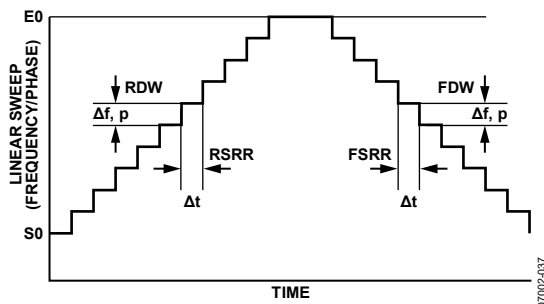 E0
RDW
FDW
Δf, p
Δf, p
LINEAR SWEEP
(FREQUENCY/PHASE)
RSRR
FSRR
Δt
Δt
S0
TIME
07002-037